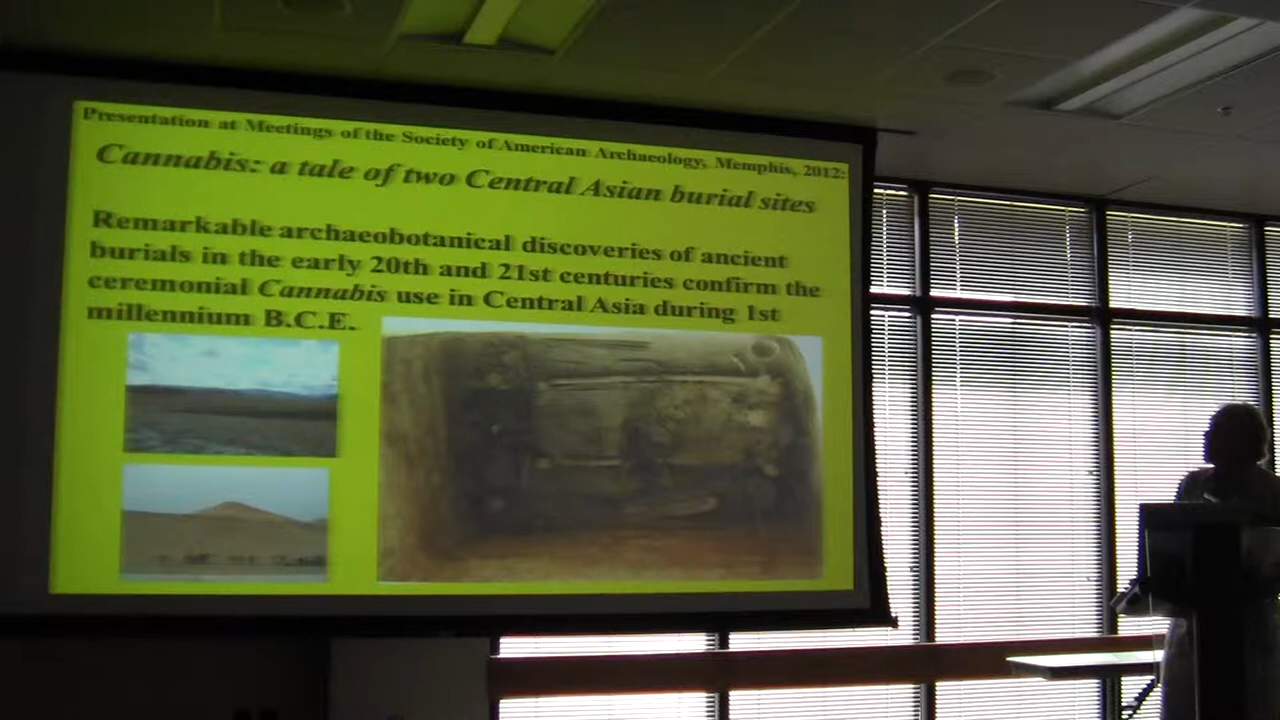 Presentation at Meetings of the Society of American Archaeology, Memphis, 2012:
Cannabis: a tale of two Central Asian burial sites
Remarkable archaeobotanical discoveries of ancient
burials in the early 20th and 21st centuries confirm the
ceremonial Cannabis use in Central Asia during 1st
millennium B.C.E.